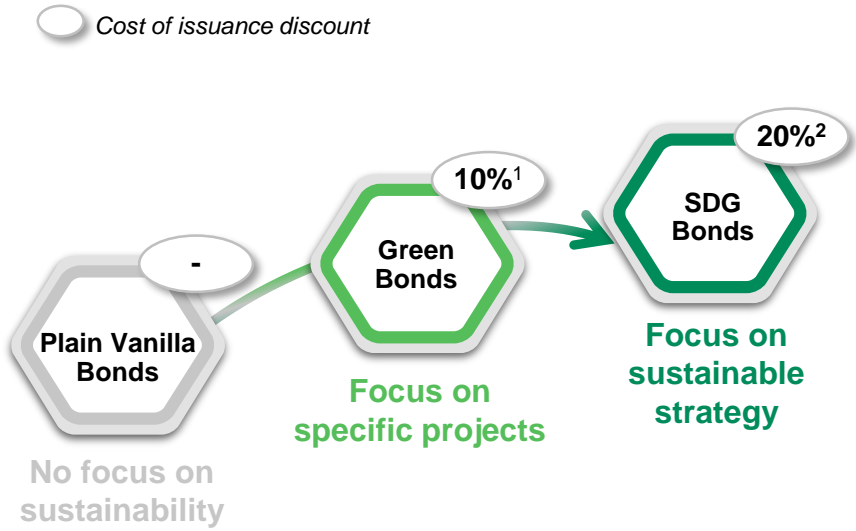 Cost of issuance discount
20%²
SDG
Bonds
10%¹
Green
Bonds
-
Plain Vanilla
Bonds
Focus on
sustainable
strategy
Focus on
specific projects
No focus on
sustainability